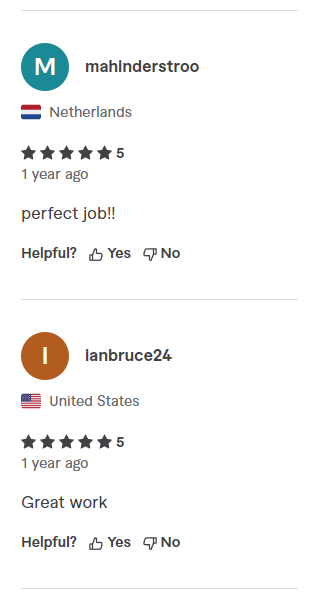 M
mahinderstroo
Netherlands
5
1 year ago
perfect job!!
Helpful? Yes No
I
Ianbruce24
United States
5
1 year ago
Great work
Helpful? Yes No